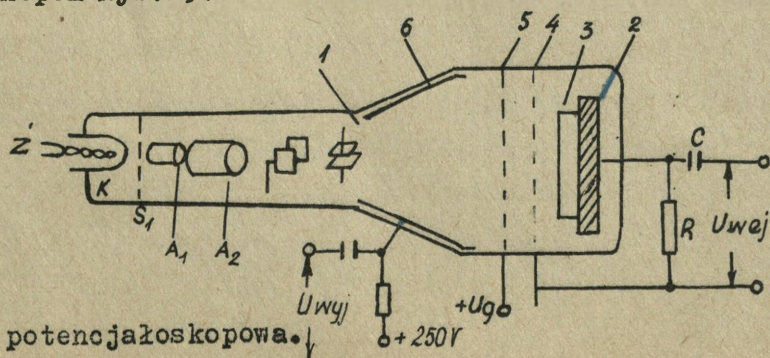 1
6
5
4
3
2
Ż
K
S1
A1
A2
C
R
Uwej
Uwyj
+Ug
+250V
potencjałoskopowa.